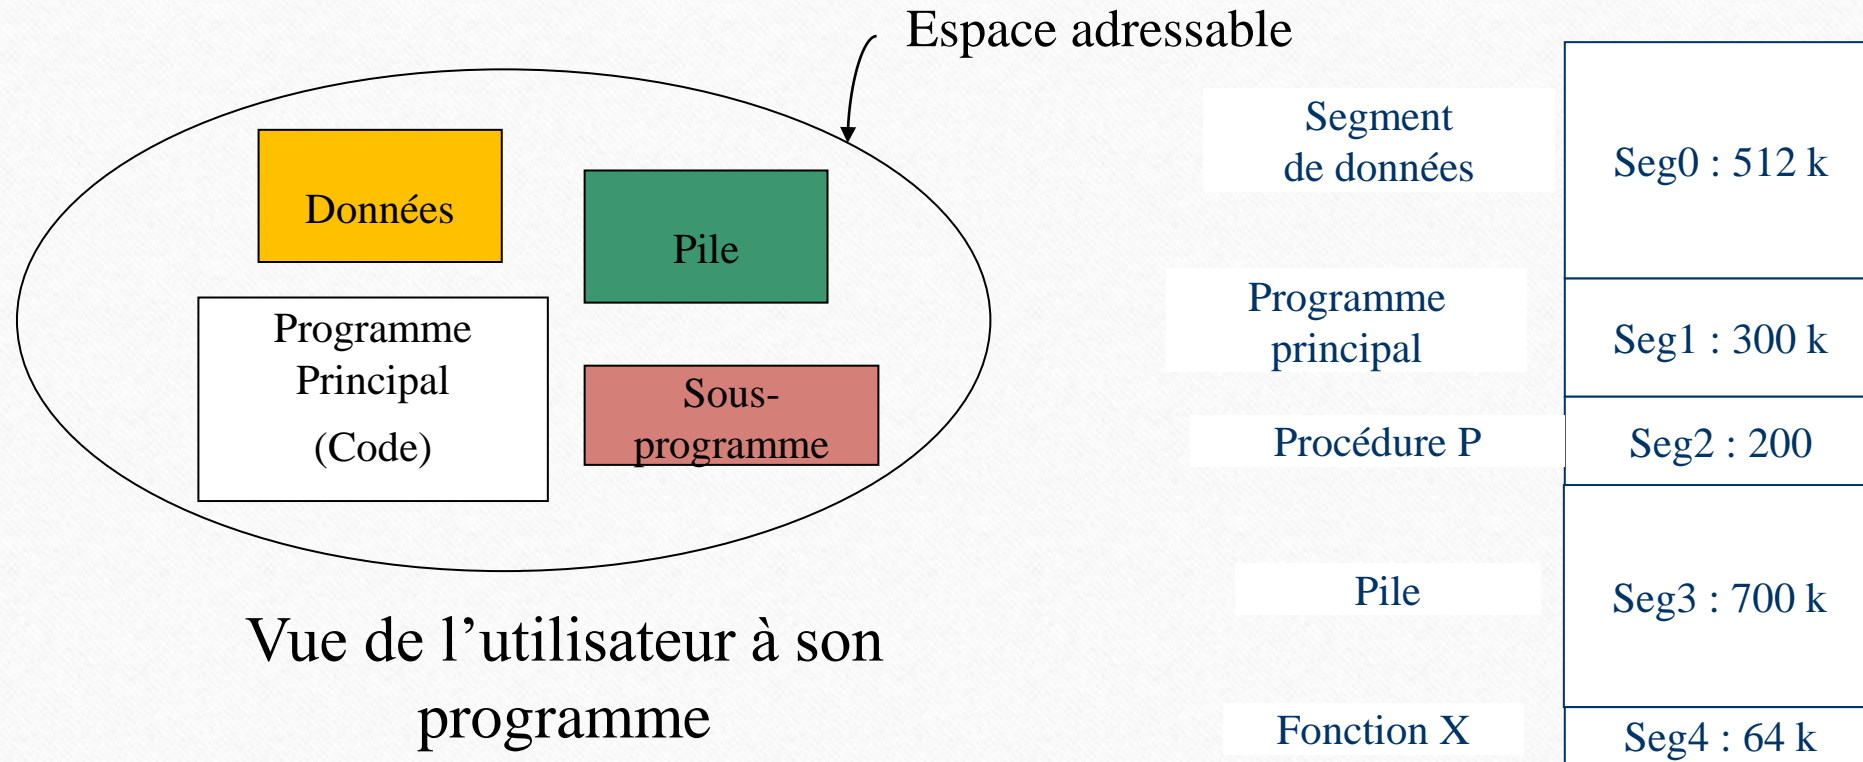 Espace adressable
Données
Pile
Programme
Principal
(Code)
Sous-
programme
Vue de l’utilisateur à son
programme
Segment
de données
Seg0 : 512 k
Programme
principal
Seg1 : 300 k
Procédure P
Seg2 : 200
Pile
Seg3 : 700 k
Fonction X
Seg4 : 64 k